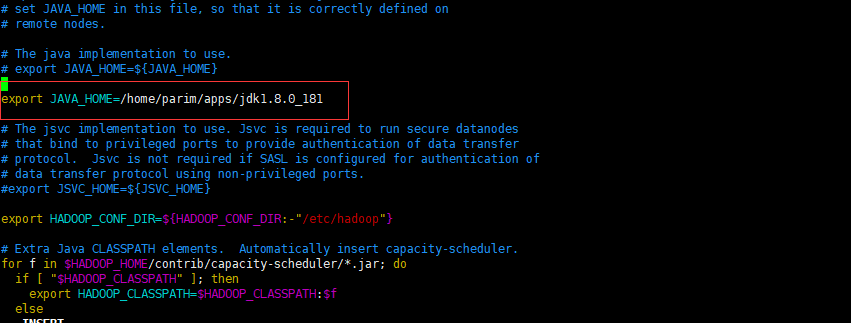 # set JAVA_HOME in this file, so that it is correctly defined on
# remote nodes.
# The java implementation to use.
# export JAVA_HOME=${JAVA_HOME}
export JAVA_HOME=/home/parim/apps/jdk1.8.0_181
# The jsvc implementation to use. Jsvc is required to run secure datanodes
# that bind to privileged ports to provide authentication of data transfer
# protocol.  Jsvc is not required if SASL is configured for authentication of
# data transfer protocol using non-privileged ports.
#export JSVC_HOME=${JSVC_HOME}
export HADOOP_CONF_DIR=${HADOOP_CONF_DIR:-"/etc/hadoop"}
# Extra Java CLASSPATH elements.  Automatically insert capacity-scheduler.
for f in $HADOOP_HOME/contrib/capacity-scheduler/*.jar; do
  if [ "$HADOOP_CLASSPATH" ]; then
    export HADOOP_CLASSPATH=$HADOOP_CLASSPATH:$f
  else
INSERT